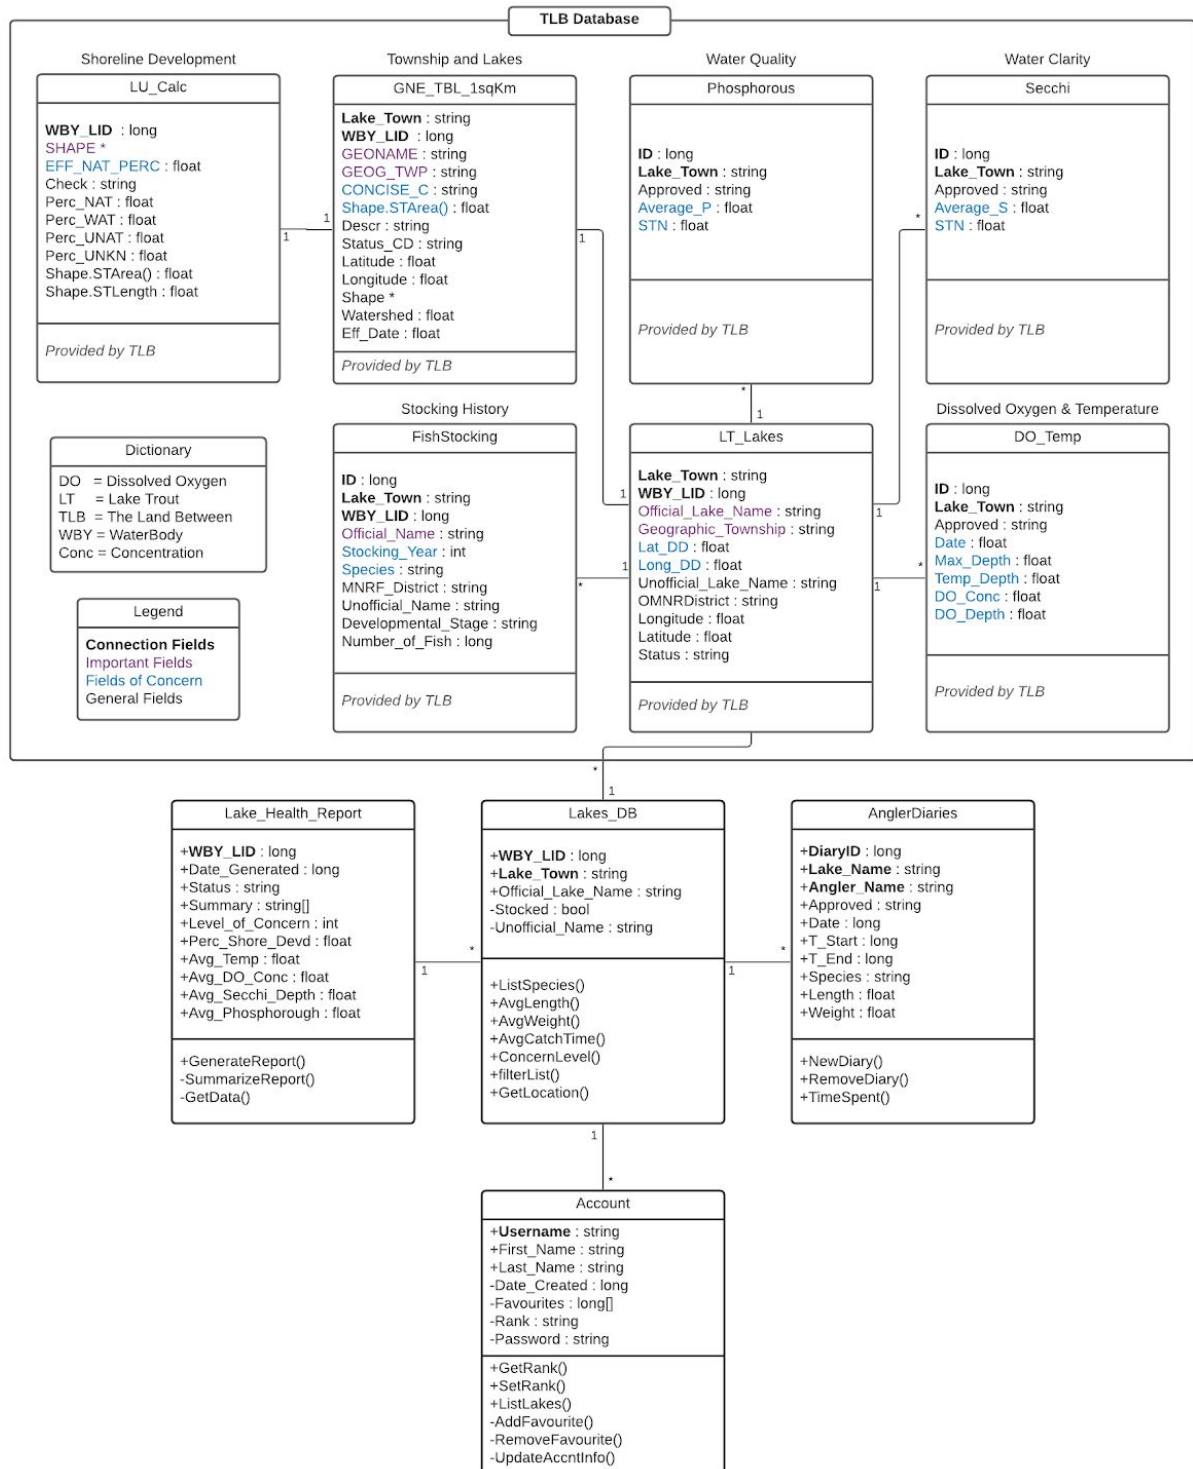 TLB Database
Shoreline Development
LU_Calc
WBY_LID : long
SHAPE *
EFF_NAT_PERC : float
Check : string
Perc_NAT : float
Perc_WAT : float
Perc_UNAT : float
Perc_UNKN : float
Shape.STArea() : float
Shape.STLength : float
Provided by TLB
1
1
Township and Lakes
GNE_TBL_1sqKm
Lake_Town : string
WBY_LID : long
GEONAME : string
GEOG_TWP : string
CONCISE_C : string
Shape.STArea() : float
Descr : string
Status_CD : string
Latitude : float
Longitude : float
Shape *
Watershed : float
Eff_Date : float
Provided by TLB
1
Water Quality
Phosphorous
ID : long
Lake_Town : string
Approved : string
Average_P : float
STN : float
Provided by TLB
*
1
Water Clarity
Secchi
ID : long
Lake_Town : string
Approved : string
Average_S : float
STN : float
Provided by TLB
*
Dictionary
DO = Dissolved Oxygen
LT = Lake Trout
TLB = The Land Between
WBY = WaterBody
Conc = Concentration
Legend
Connection Fields
Important Fields
Fields of Concern
General Fields
Stocking History
FishStocking
ID : long
Lake_Town : string
WBY_LID : long
Official_Name : string
Stocking_Year : int
Species : string
MNRF_District : string
Unofficial_Name : string
Developmental_Stage : string
Number_of_Fish : long
Provided by TLB
*
1
1
LT_Lakes
Lake_Town : string
WBY_LID : long
Official_Lake_Name : string
Geographic_Township : string
Lat_DD : float
Long_DD : float
Unofficial_Lake_Name : string
OMNRDistrict : string
Longitude : float
Latitude : float
Status : string
Provided by TLB
1
1
*
Dissolved Oxygen & Temperature
DO_Temp
ID : long
Lake_Town : string
Approved : string
Date : float
Max_Depth : float
Temp_Depth : float
DO_Conc : float
DO_Depth : float
Provided by TLB
*
1
Lake_Health_Report
+WBY_LID : long
+Date_Generated : long
+Status : string
+Summary : string[]
+Level_of_Concern : int
+Perc_Shore_Devd : float
+Avg_Temp : float
+Avg_DO_Conc : float
+Avg_Secchi_Depth : float
+Avg_Phosphorough : float
+GenerateReport()
-SummarizeReport()
-GetData()
1
*
Lakes_DB
+WBY_LID : long
+Lake_Town : string
+Official_Lake_Name : string
-Stocked : bool
-Unofficial_Name : string
+ListSpecies()
+AvgLength()
+AvgWeight()
+AvgCatchTime()
+ConcernLevel()
+filterList()
+GetLocation()
1
*
AnglerDiaries
+DiaryID : long
+Lake_Name : string
+Angler_Name : string
+Approved : string
+Date : long
+T_Start : long
+T_End : long
+Species : string
+Length : float
+Weight : float
+NewDiary()
+RemoveDiary()
+TimeSpent()
1
*
Account
+Username : string
+First_Name : string
+Last_Name : string
-Date_Created : long
-Favourites : long[]
-Rank : string
-Password : string
+GetRank()
+SetRank()
+ListLakes()
-AddFavourite()
-RemoveFavourite()
-UpdateAccntInfo()